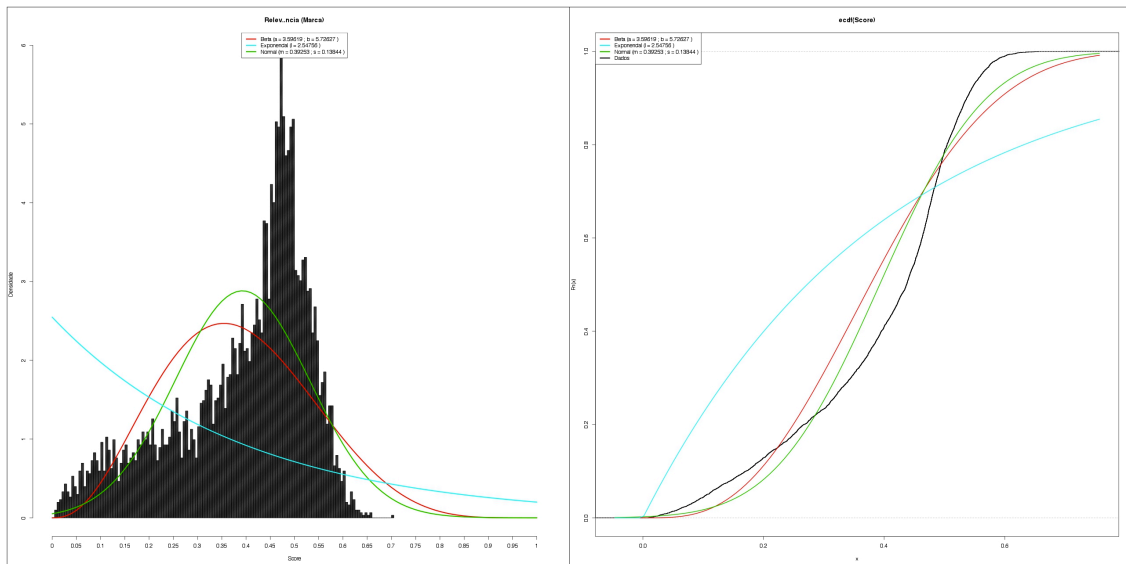 Relev..ncia (Marca)
Beta (a = 3.59619 ; b = 5.72627 )
Exponencial (l = 2.54756 )
Normal (m = 0.39253 ; s = 0.13844 )
6
5
4
3
2
1
0
Densidade
0 0.05 0.1 0.15 0.2 0.25 0.3 0.35 0.4 0.45 0.5 0.55 0.6 0.65 0.7 0.75 0.8 0.85 0.9 0.95 1
Score
ecdf(Score)
Beta (a = 3.59619 ; b = 5.72627 )
Exponencial (l = 2.54756 )
Normal (m = 0.39253 ; s = 0.13844 )
Dados
1.0
0.8
0.6
0.4
0.2
0.0
Fn(x)
0.0 0.2 0.4 0.6
x